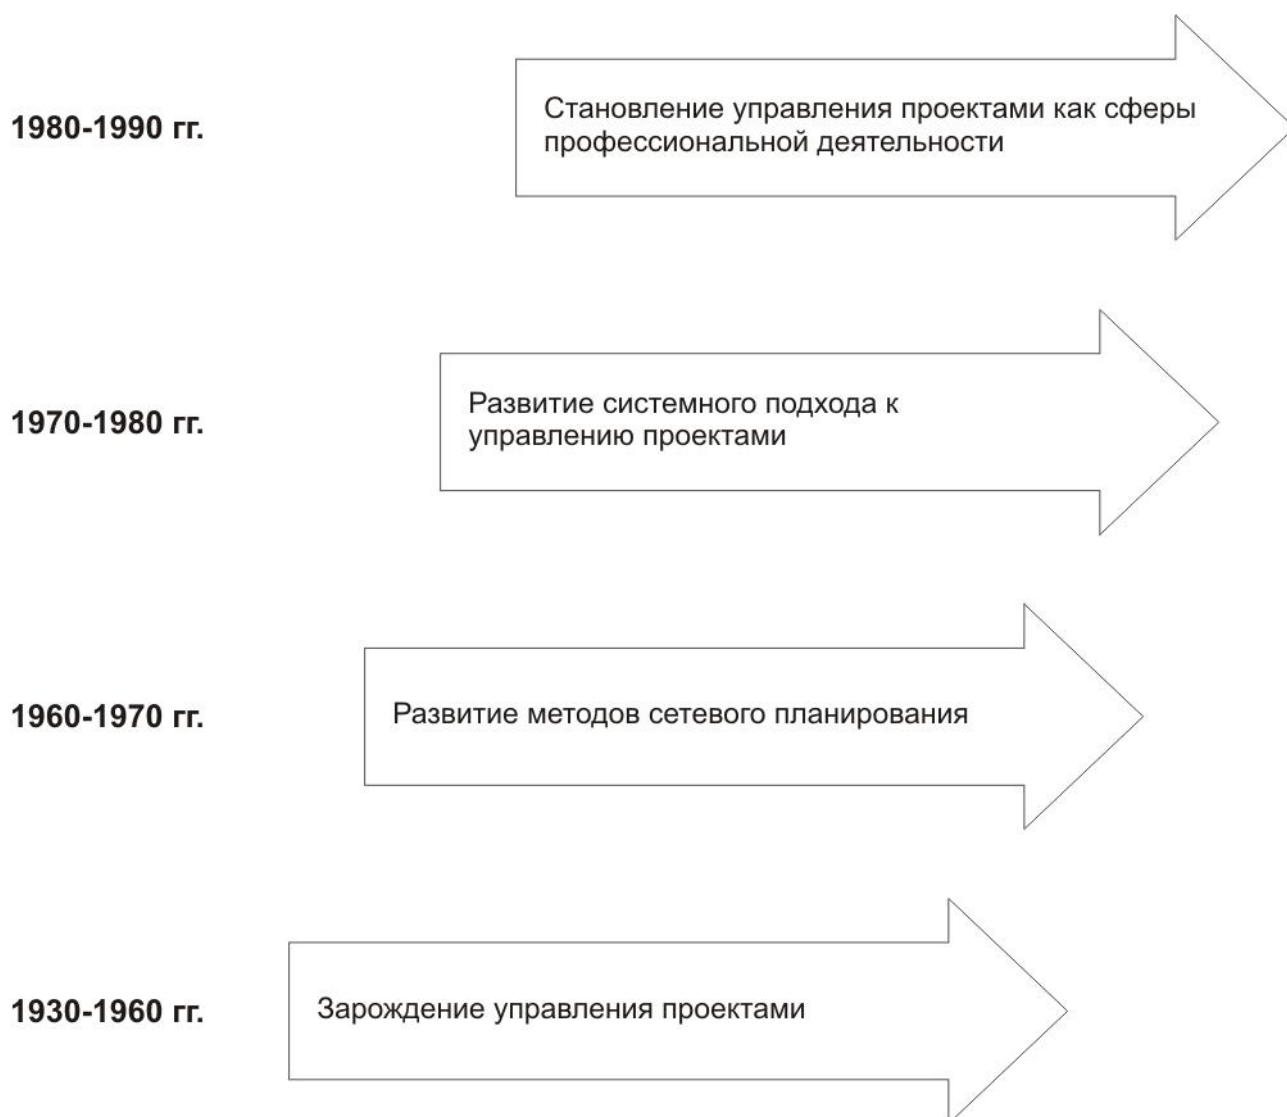 1980-1990 гг.
Становление управления проектами как сферы
профессиональной деятельности
1970-1980 гг.
Развитие системного подхода к
управлению проектами
1960-1970 гг.
Развитие методов сетевого планирования
1930-1960 гг.
Зарождение управления проектами